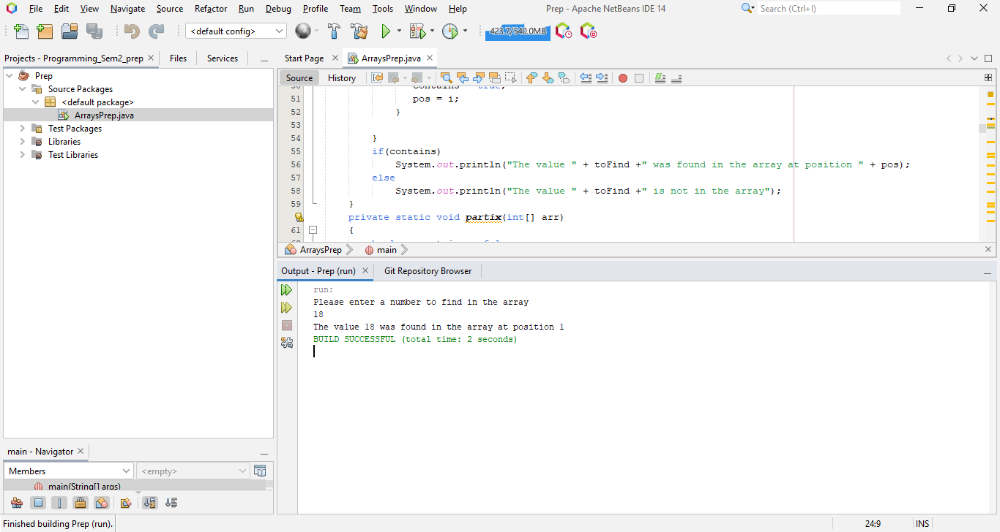 File Edit View Navigate Source Refactor Run Debug Profile Team Tools Window Help Prep - Apache NetBeans IDE 14 Search (Ctrl+I)
<default config> 423.7/540.0MB
Projects - Programming_Sem2_prep Files Services Start Page ArraysPrep.java
Prep
Source Packages
<default package>
ArraysPrep.java
Test Packages
Libraries
Test Libraries
Source History
contains = true;
51 pos = i;
52 }
53
54 }
55 if(contains)
56 System.out.println("The value " + toFind +" was found in the array at position " + pos);
57 else
58 System.out.println("The value " + toFind +" is not in the array");
59 }
private static void partix(int[] arr)
61 {
ArraysPrep main
Output - Prep (run) Git Repository Browser
run:
Please enter a number to find in the array
18
The value 18 was found in the array at position 1
BUILD SUCCESSFUL (total time: 2 seconds)
main - Navigator
Members <empty>
main(String[] args)
Finished building Prep (run). 24:9 INS